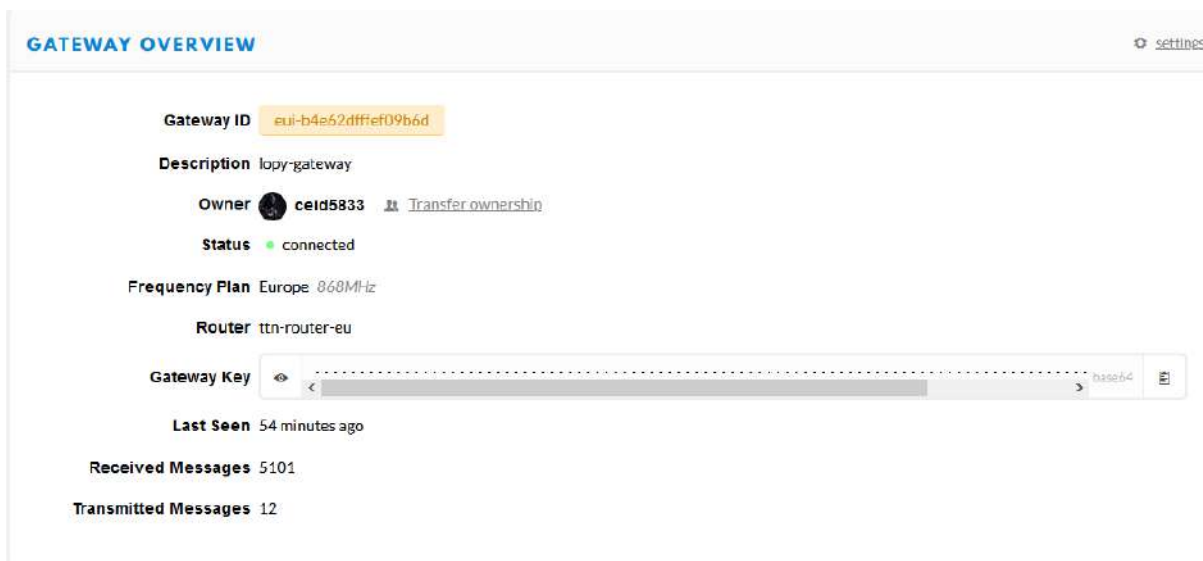 GATEWAY OVERVIEW settings
Gateway ID eui-b4e62dfffef09b6d
Description lopy-gateway
Owner ceid5833 Transfer ownership
Status connected
Frequency Plan Europe 868MHz
Router ttn-router-eu
Gateway Key base64
Last Seen 54 minutes ago
Received Messages 5101
Transmitted Messages 12